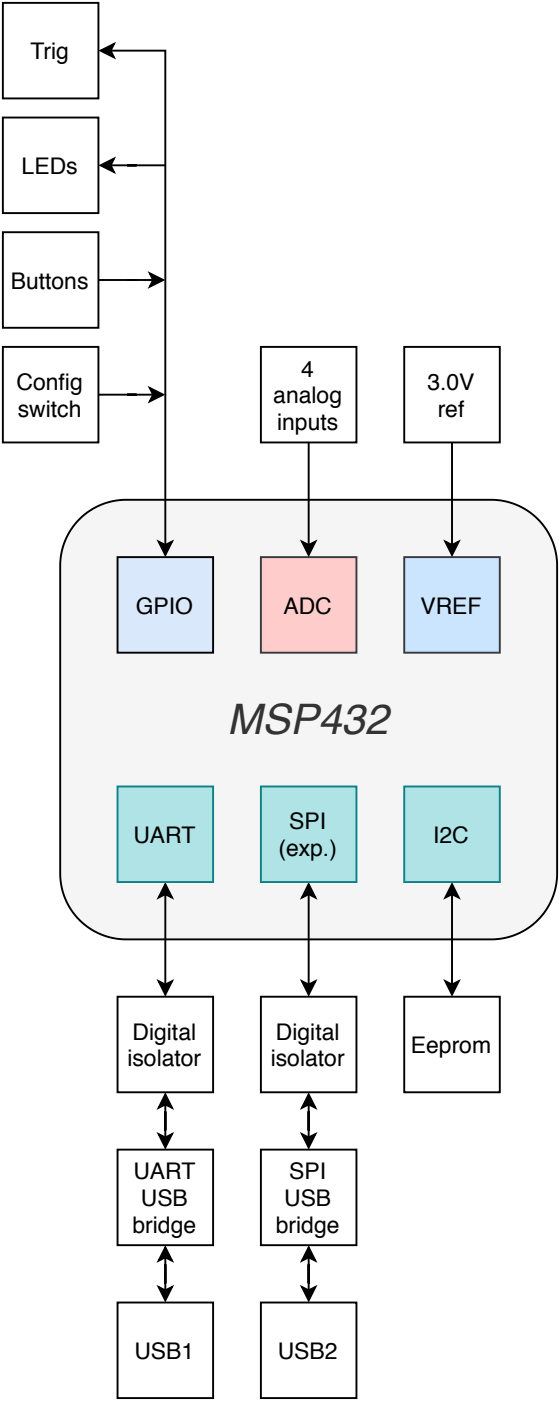 Trig
LEDs
Buttons
Config
switch
4
analog
inputs
3.0V
ref
GPIO
ADC
VREF
MSP432
UART
SPI
(exp.)
I2C
Digital
isolator
Digital
isolator
Eeprom
UART
USB
bridge
SPI
USB
bridge
USB1
USB2